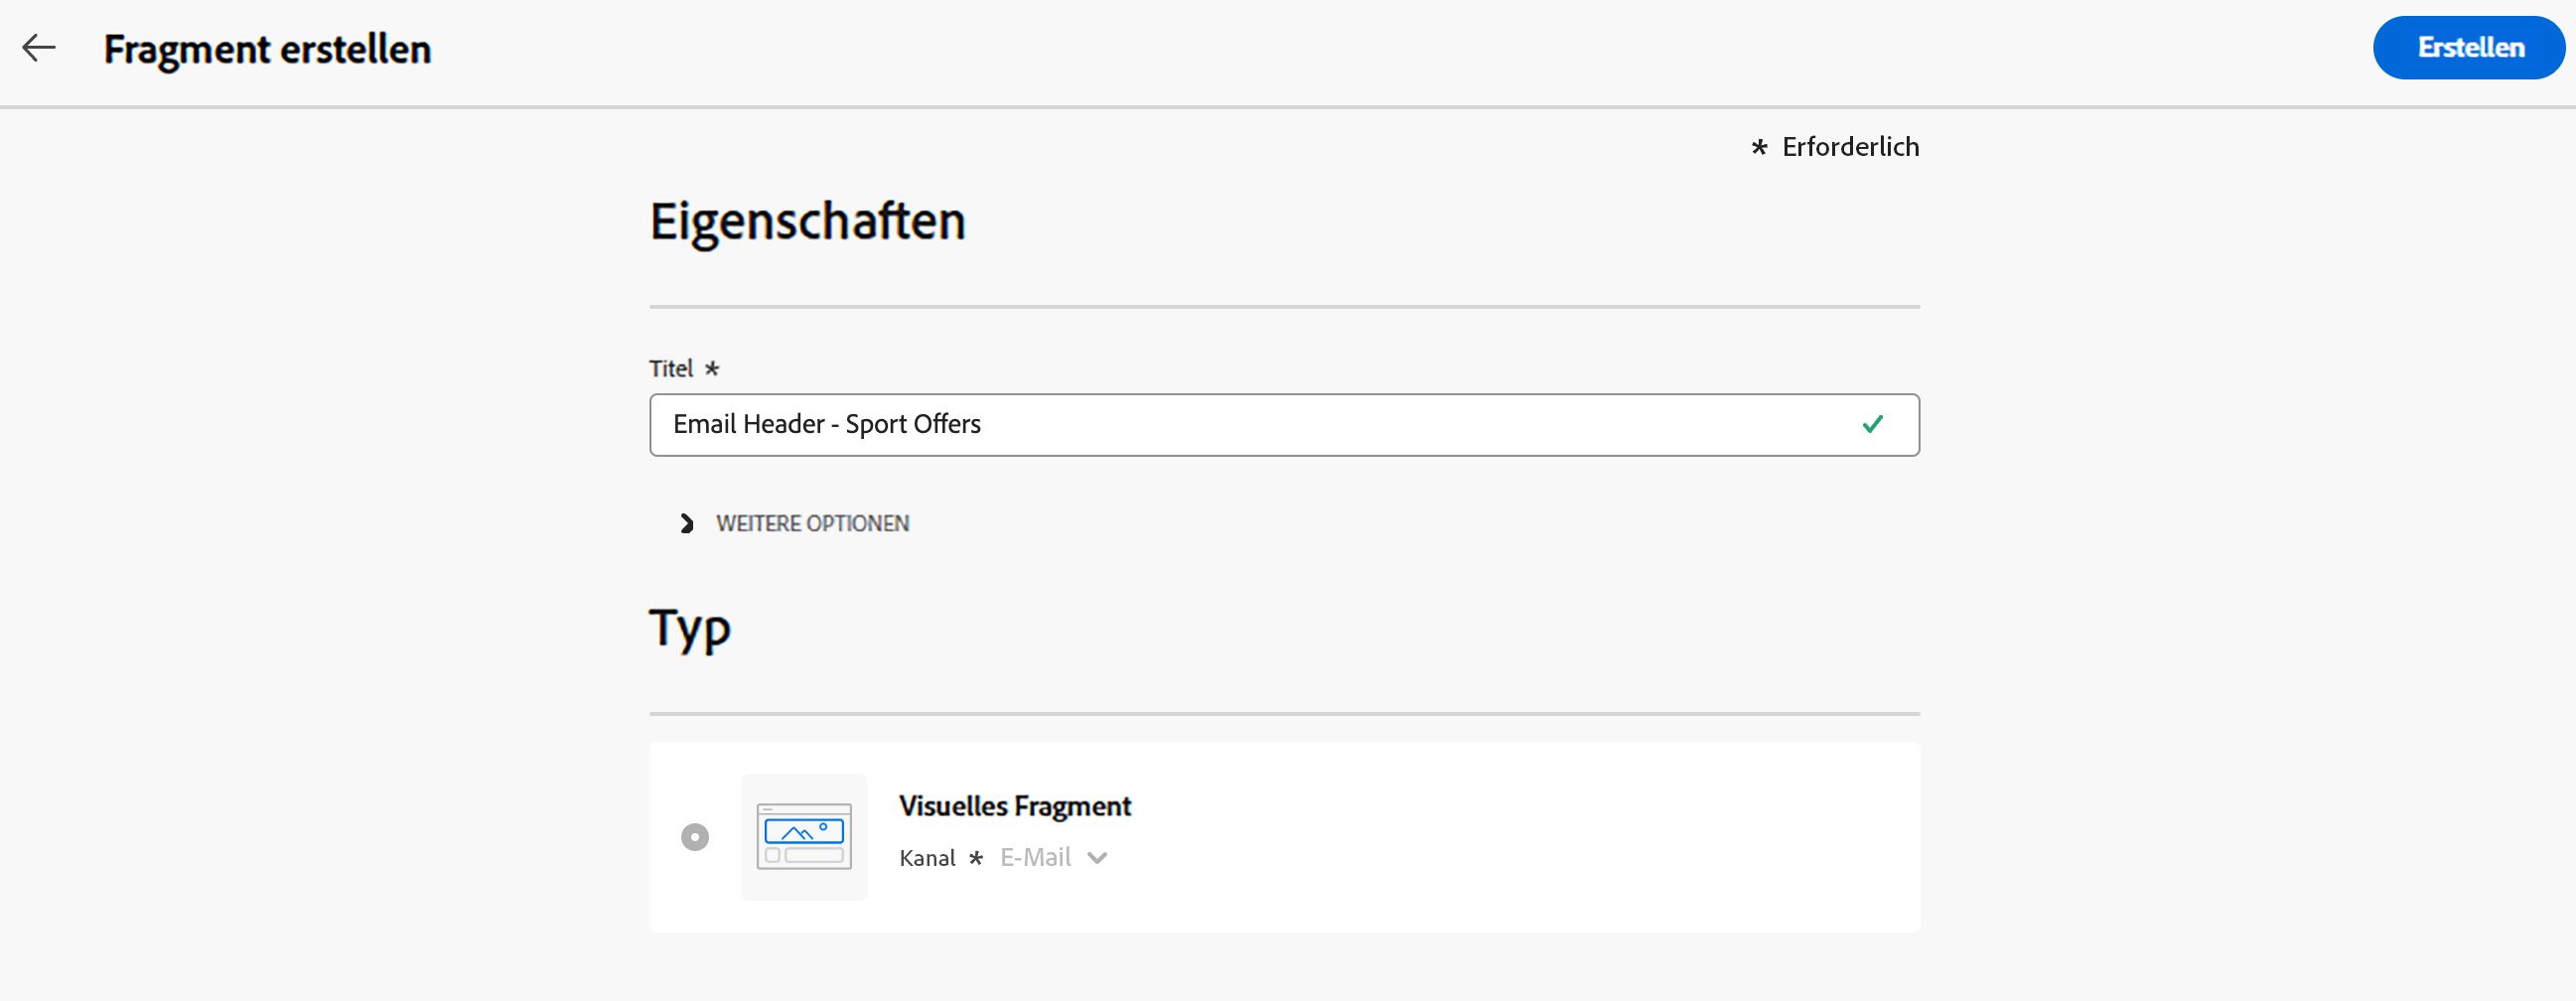 Fragment erstellen
Erstellen
* Erforderlich
Eigenschaften
Titel *
Email Header - Sport Offers
WEITERE OPTIONEN
Typ
Visuelles Fragment
Kanal * E-Mail